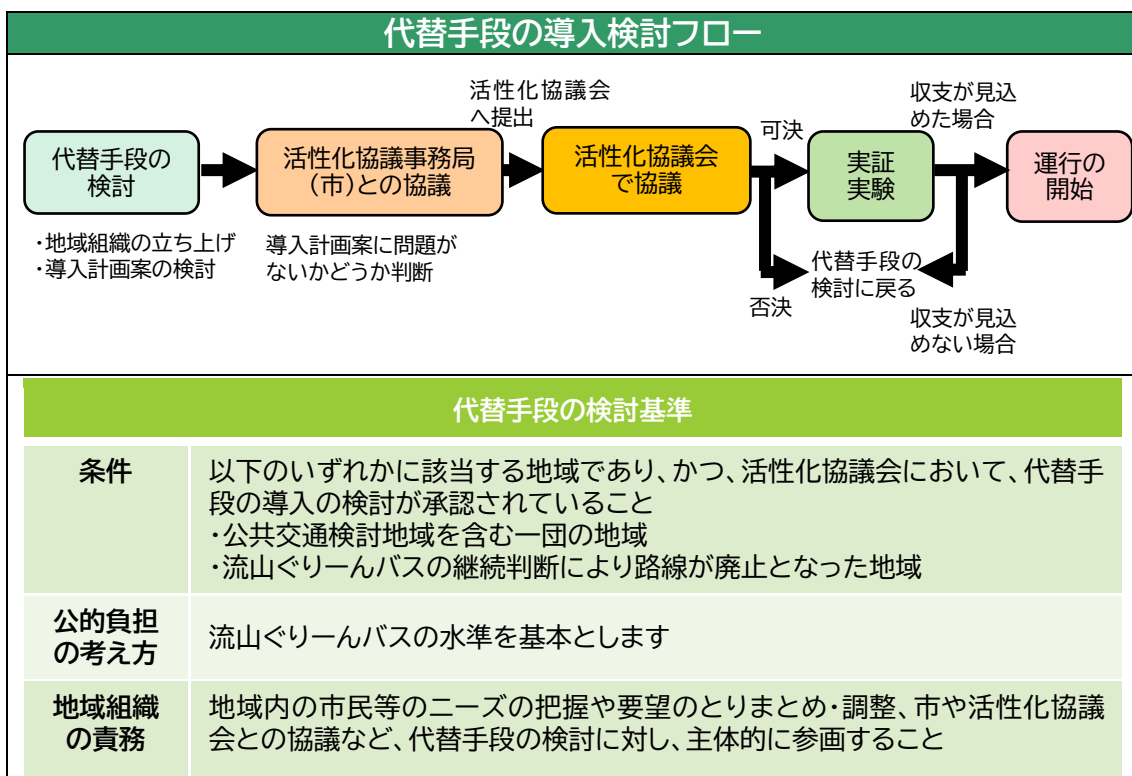 代替手段の導入検討フロー
活性化協議会
へ提出
収支が見込
めた場合
可決
代替手段の
検討
活性化協議事務局
(市)との協議
活性化協議会
で協議
実証
実験
運行の
開始
・地域組織の立ち上げ
・導入計画案の検討
導入計画案に問題が
ないかどうか判断
代替手段の
検討に戻る
否決
収支が見込
めない場合
代替手段の検討基準
条件
以下のいずれかに該当する地域であり、かつ、活性化協議会において、代替手
段の導入の検討が承認されていること
・公共交通検討地域を含む一団の地域
・流山ぐりーんバスの継続判断により路線が廃止となった地域
公的負担
の考え方
流山ぐりーんバスの水準を基本とします
地域組織
の責務
地域内の市民等のニーズの把握や要望のとりまとめ・調整、市や活性化協議
会との協議など、代替手段の検討に対し、主体的に参画すること